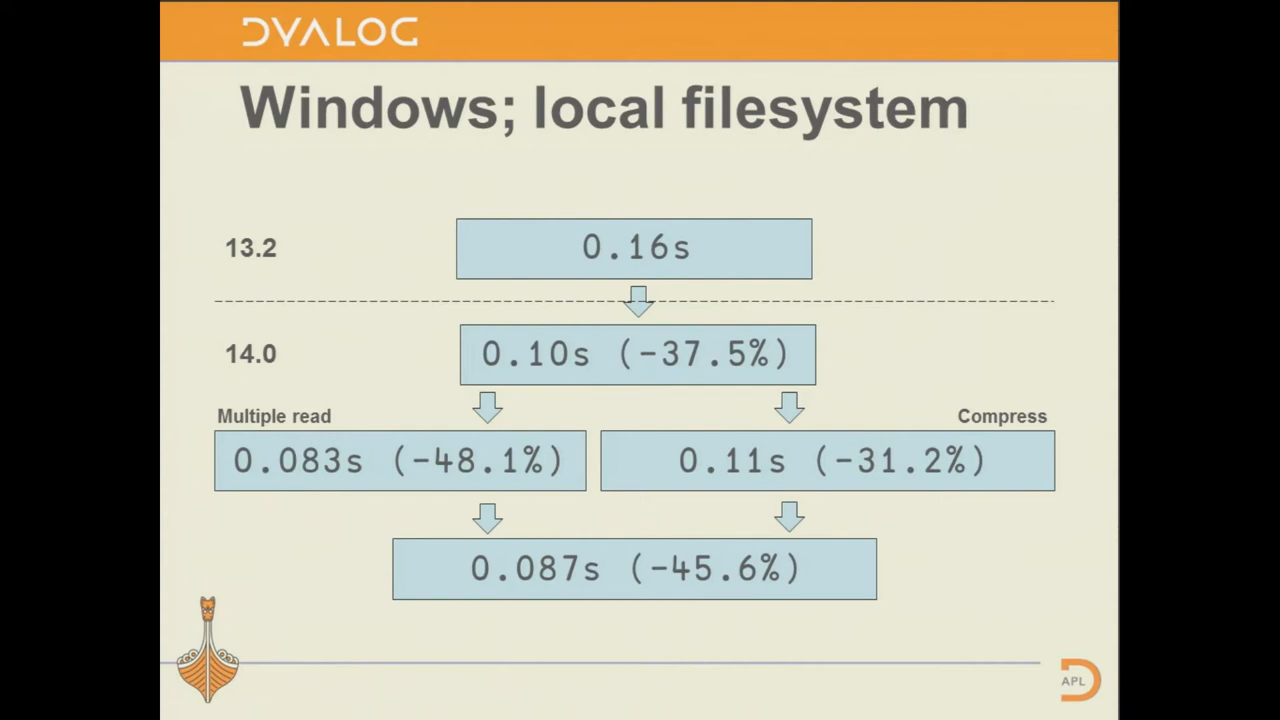 DYALOG
Windows; local filesystem
13.2
0.16s
14.0
0.10s (-37.5%)
Multiple read
Compress
0.083s (-48.1%)
0.11s (-31.2%)
0.087s (-45.6%)
APL